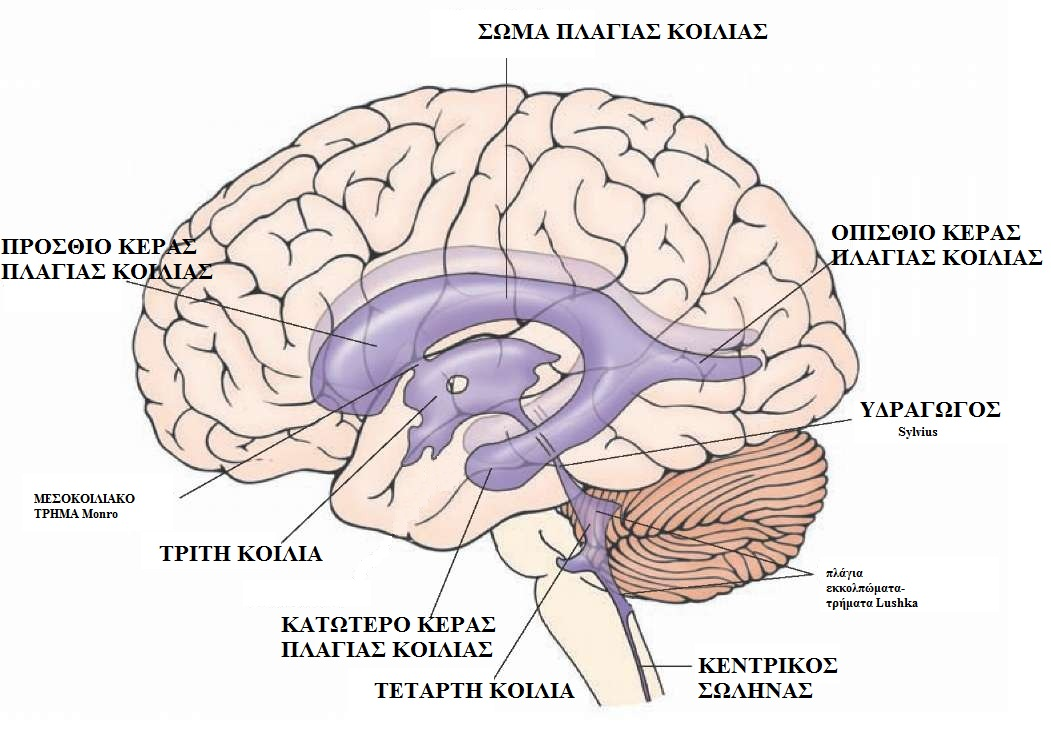 ΣΩΜΑ ΠΛΑΓΙΑΣ ΚΟΙΛΙΑΣ
ΠΡΟΣΘΙΟ ΚΕΡΑΣ
ΠΛΑΓΙΑΣ ΚΟΙΛΙΑΣ
ΟΠΙΣΘΙΟ ΚΕΡΑΣ
ΠΛΑΓΙΑΣ ΚΟΙΛΙΑΣ
ΥΔΡΑΓΩΓΟΣ
Sylvius
ΜΕΣΟΚΟΙΛΙΑΚΟ
ΤΡΗΜΑ Monro
ΤΡΙΤΗ ΚΟΙΛΙΑ
πλάγια
εκκολπώματα-
τρήματα Lushka
ΚΑΤΩΤΕΡΟ ΚΕΡΑΣ
ΠΛΑΓΙΑΣ ΚΟΙΛΙΑΣ
ΤΕΤΑΡΤΗ ΚΟΙΛΙΑ
ΚΕΝΤΡΙΚΟΣ
ΣΩΛΗΝΑΣ